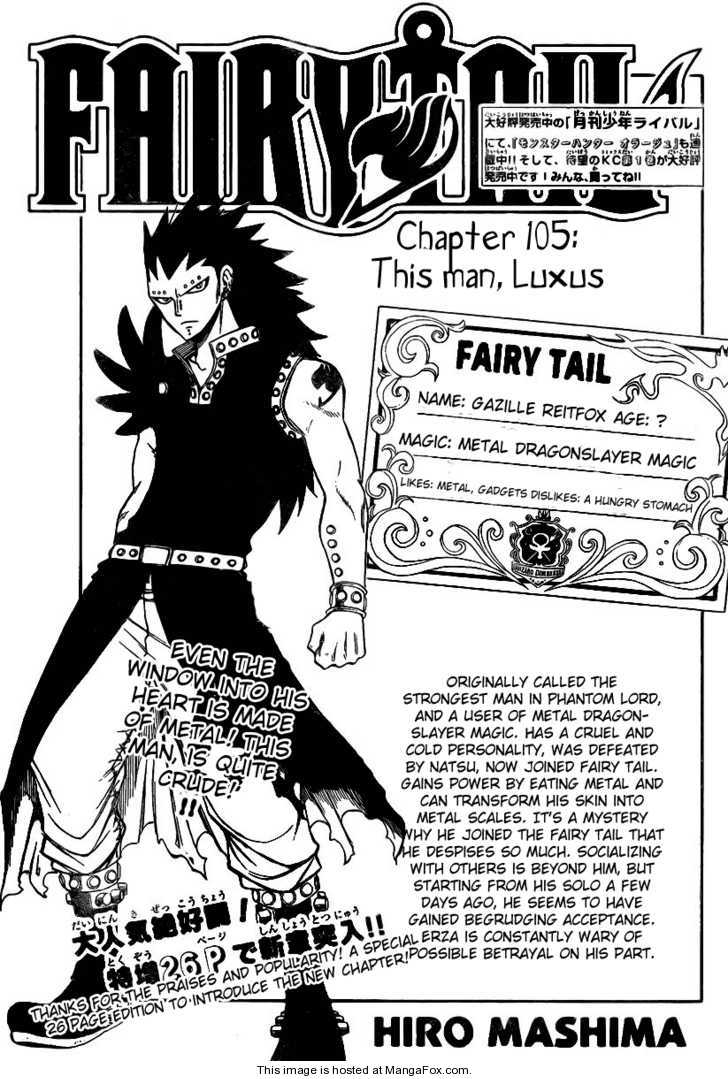 FAIRY TAIL
大好評発売中の「月刊少年ライバル」
にて、『モンスターハンター オラージュ』も連
載中!! そして、待望のKC第1巻が大好評
発売中です!みんな、買ってね!!
Chapter 105:
This man, Luxus
FAIRY TAIL
NAME: GAZILLE REITFOX AGE: ?
MAGIC: METAL DRAGONSLAYER MAGIC
LIKES: METAL, GADGETS DISLIKES: A HUNGRY STOMACH
EVEN THE
WINDOW INTO HIS
HEART IS MADE
OF METAL! THIS
MAN, IS QUITE
CRUDE?
!!
ORIGINALLY CALLED THE
STRONGEST MAN IN PHANTOM LORD,
AND A USER OF METAL DRAGON-
SLAYER MAGIC. HAS A CRUEL AND
COLD PERSONALITY, WAS DEFEATED
BY NATSU, NOW JOINED FAIRY TAIL.
GAINS POWER BY EATING METAL AND
CAN TRANSFORM HIS SKIN INTO
METAL SCALES. IT'S A MYSTERY
WHY HE JOINED THE FAIRY TAIL THAT
HE DESPISES SO MUCH. SOCIALIZING
WITH OTHERS IS BEYOND HIM, BUT
STARTING FROM HIS SOLO A FEW
DAYS AGO, HE SEEMS TO HAVE
GAINED BEGRUDGING ACCEPTANCE.
ERZA IS CONSTANTLY WARY OF
POSSIBLE BETRAYAL ON HIS PART.
大人気絶好調!
特増26Pで新章突入!!
THANKS FOR THE PRAISES AND POPULARITY! A SPECIAL
26 PAGE EDITION TO INTRODUCE THE NEW CHAPTER!
HIRO MASHIMA
This image is hosted at MangaFox.com.